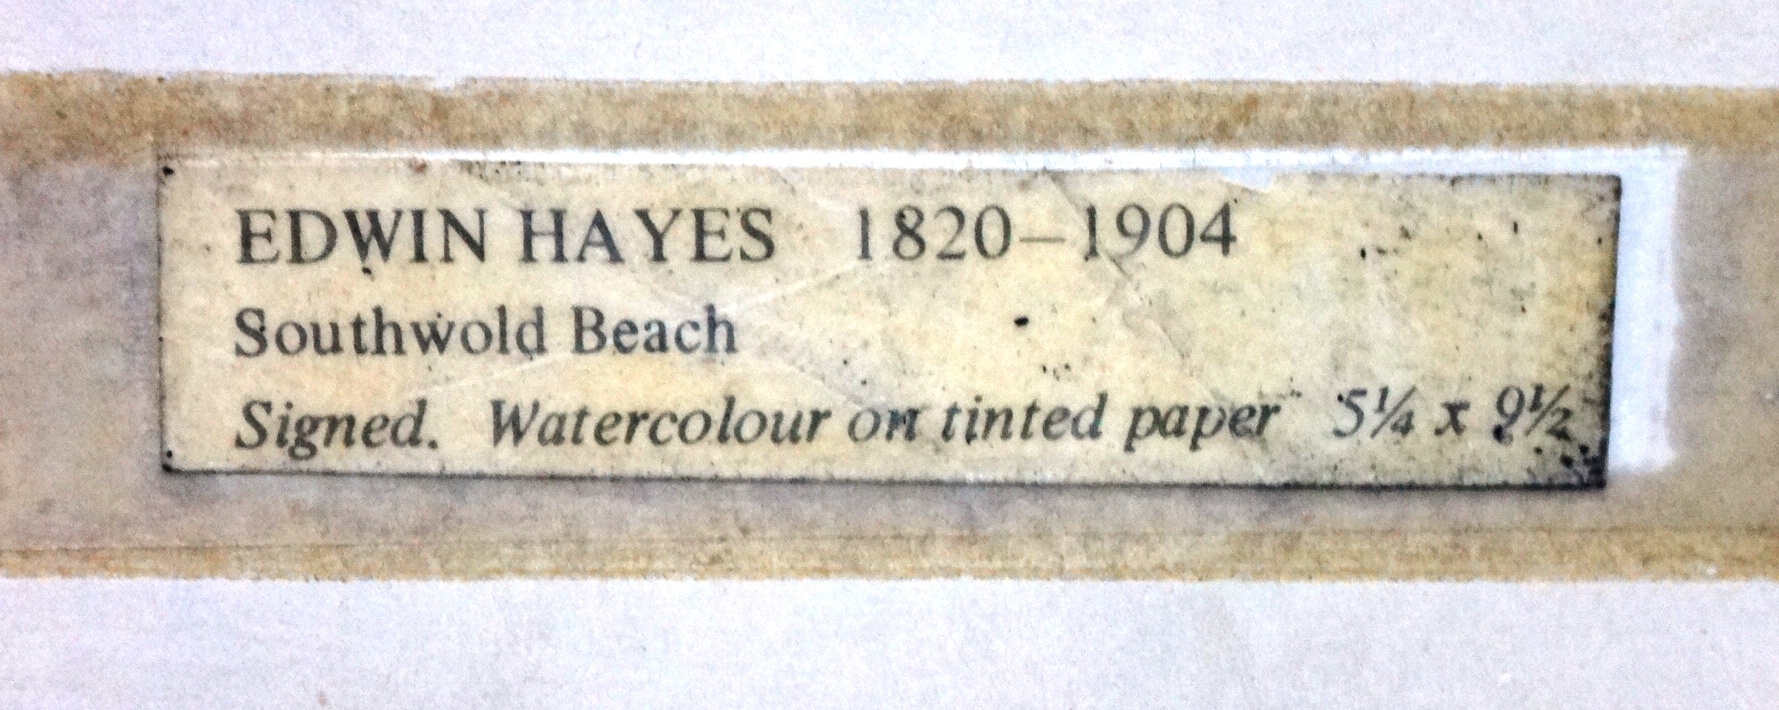 EDWIN HAYES 1820–1904
Southwold Beach
Signed. Watercolour on tinted paper 5¼ x 9½